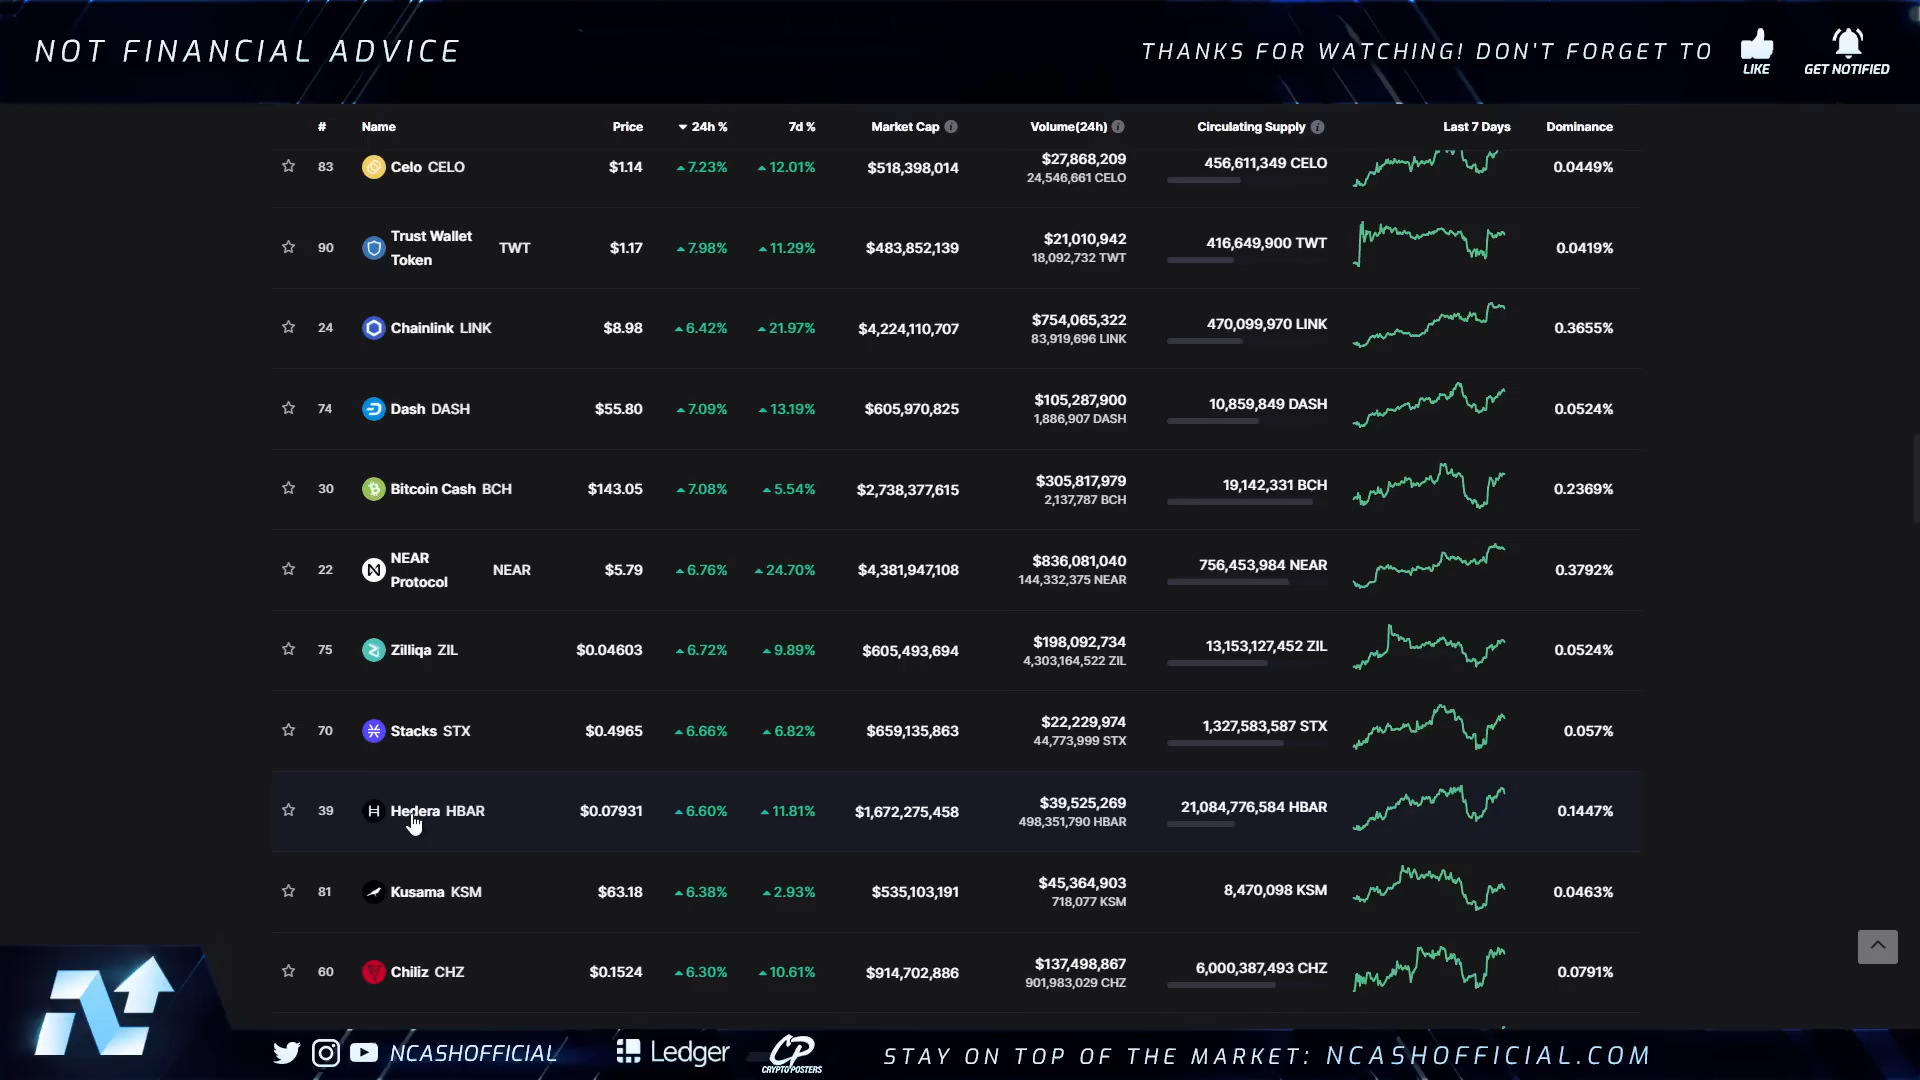 NOT FINANCIAL ADVICE
THANKS FOR WATCHING! DON'T FORGET TO
LIKE
GET NOTIFIED
# Name Price 24h % 7d % Market Cap Volume(24h) Circulating Supply Last 7 Days Dominance
83 Celo CELO $1.14 7.23% 12.01% $518,398,014 $27,868,209 456,611,349 CELO 0.0449%
24,546,661 CELO
90 Trust Wallet Token TWT $1.17 7.98% 11.29% $483,852,139 $21,010,942 416,649,900 TWT 0.0419%
18,092,732 TWT
24 Chainlink LINK $8.98 6.42% 21.97% $4,224,110,707 $754,065,322 470,099,970 LINK 0.3655%
83,919,696 LINK
74 Dash DASH $55.80 7.09% 13.19% $605,970,825 $105,287,900 10,859,849 DASH 0.0524%
1,886,907 DASH
30 Bitcoin Cash BCH $143.05 7.08% 5.54% $2,738,377,615 $305,817,979 19,142,331 BCH 0.2369%
2,137,787 BCH
22 NEAR Protocol NEAR $5.79 6.76% 24.70% $4,381,947,108 $836,081,040 756,453,984 NEAR 0.3792%
144,332,375 NEAR
75 Zilliqa ZIL $0.04603 6.72% 9.89% $605,493,694 $198,092,734 13,153,127,452 ZIL 0.0524%
4,303,164,522 ZIL
70 Stacks STX $0.4965 6.66% 6.82% $659,135,863 $22,229,974 1,327,583,587 STX 0.057%
44,773,999 STX
39 Hedera HBAR $0.07931 6.60% 11.81% $1,672,275,458 $39,525,269 21,084,776,584 HBAR 0.1447%
498,351,790 HBAR
81 Kusama KSM $63.18 6.38% 2.93% $535,103,191 $45,364,903 8,470,098 KSM 0.0463%
718,077 KSM
60 Chiliz CHZ $0.1524 6.30% 10.61% $914,702,886 $137,498,867 6,000,387,493 CHZ 0.0791%
901,983,029 CHZ
NCASHOFFICIAL
Ledger
CP
CRYPTOPOSTERS
STAY ON TOP OF THE MARKET: NCASHOFFICIAL.COM